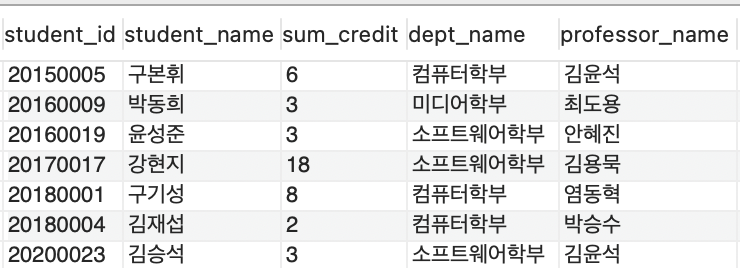 student_id student_name sum_credit dept_name professor_name
20150005 구본휘 6 컴퓨터학부 김윤석
20160009 박동희 3 미디어학부 최도용
20160019 윤성준 3 소프트웨어학부 안혜진
20170017 강현지 18 소프트웨어학부 김용묵
20180001 구기성 8 컴퓨터학부 염동혁
20180004 김재섭 2 컴퓨터학부 박승수
20200023 김승석 3 소프트웨어학부 김윤석